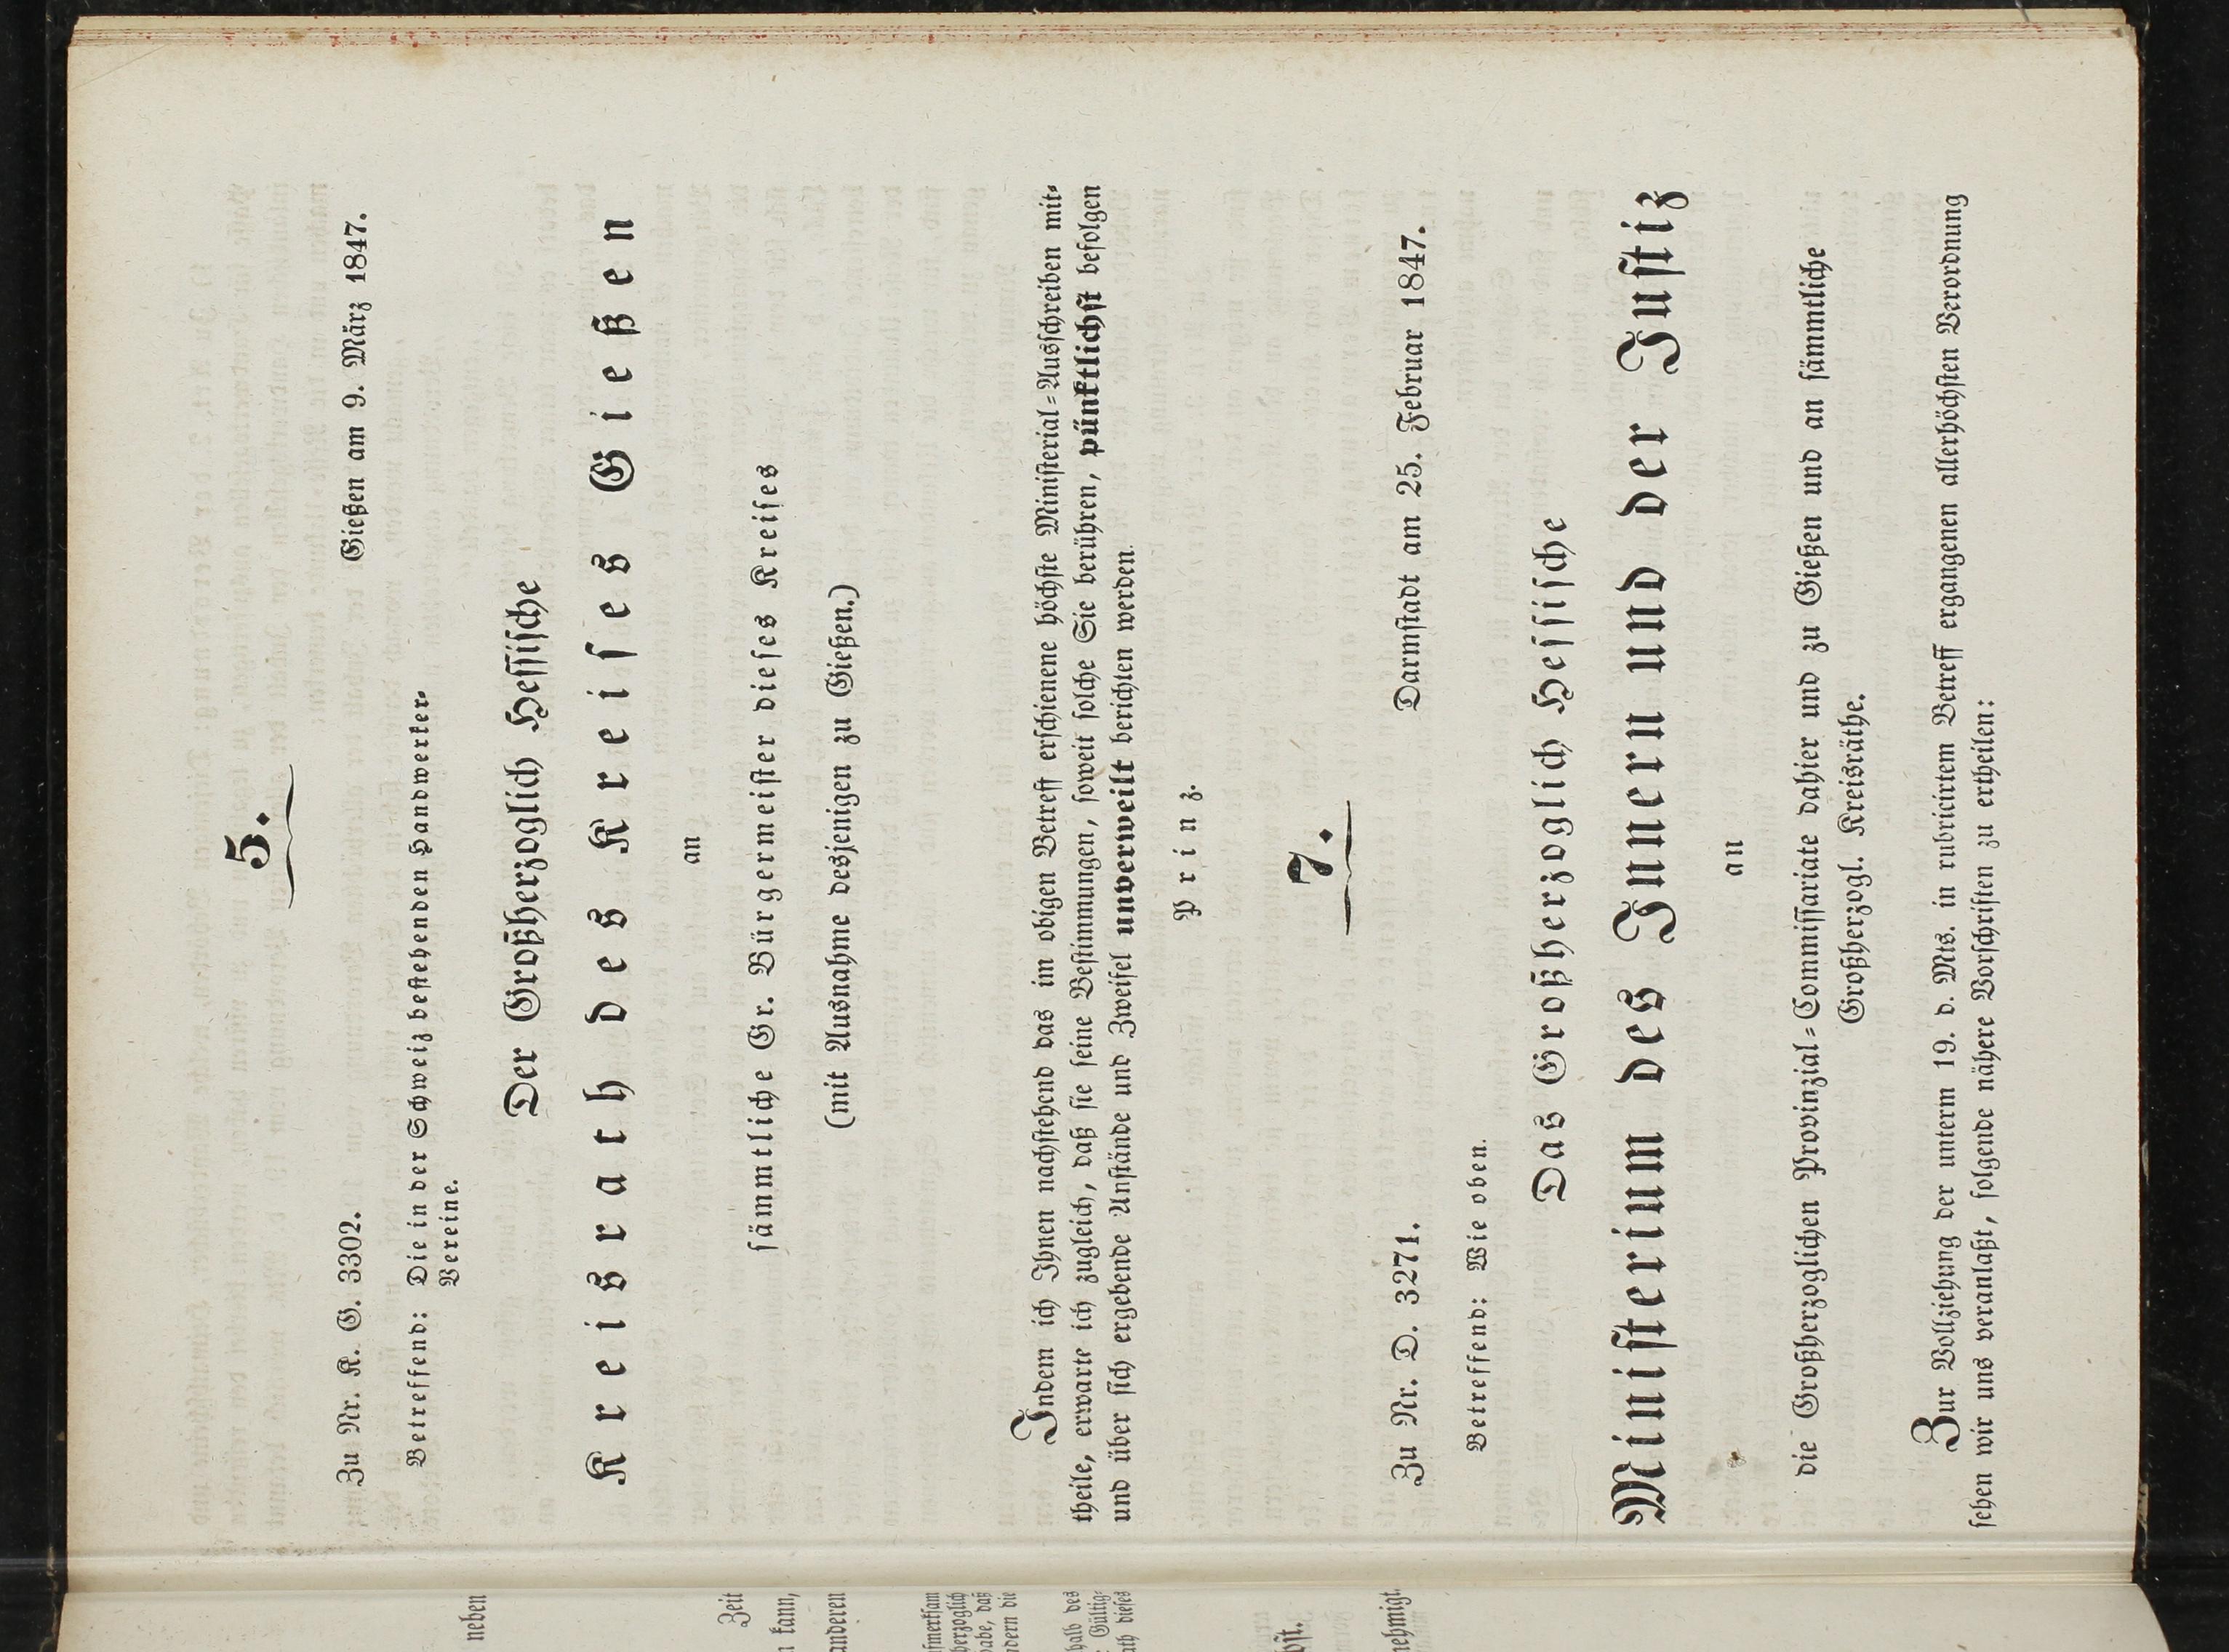 5.
Zu Nr. K. G. 3302.
Gießen am 9. März 1847.
Betreffend: Die in der Schweiz bestehenden Handwerker-
Vereine.
Der Großherzoglich Hessische
Kreisrath des Kreises Gießen
an
sämmtliche Gr. Bürgermeister dieses Kreises
(mit Ausnahme desjenigen zu Gießen.)
Indem ich Ihnen nachstehend das im obigen Betreff erschienene höchste Ministerial-Ausschreiben mit-
theile, erwarte ich zugleich, daß sie seine Bestimmungen, soweit solche Sie berühren, pünktlichst befolgen
und über sich ergebende Anstände und Zweifel unverweilt berichten werden.
Prinz.
7.
Zu Nr. D. 3271.
Darmstadt am 25. Februar 1847.
Betreffend: Wie oben.
Das Großherzoglich Hessische
Ministerium des Innern und der Justiz
an
die Großherzoglichen Provinzial-Commissariate dahier und zu Gießen und an sämmtliche
Großherzogl. Kreisräthe.
Zur Vollziehung der unterm 19. d. Mts. in rubricirtem Betreff ergangenen allerhöchsten Verordnung
sehen wir uns veranlaßt, folgende nähere Vorschriften zu ertheilen:
neben
Zeit
kann,
anderen